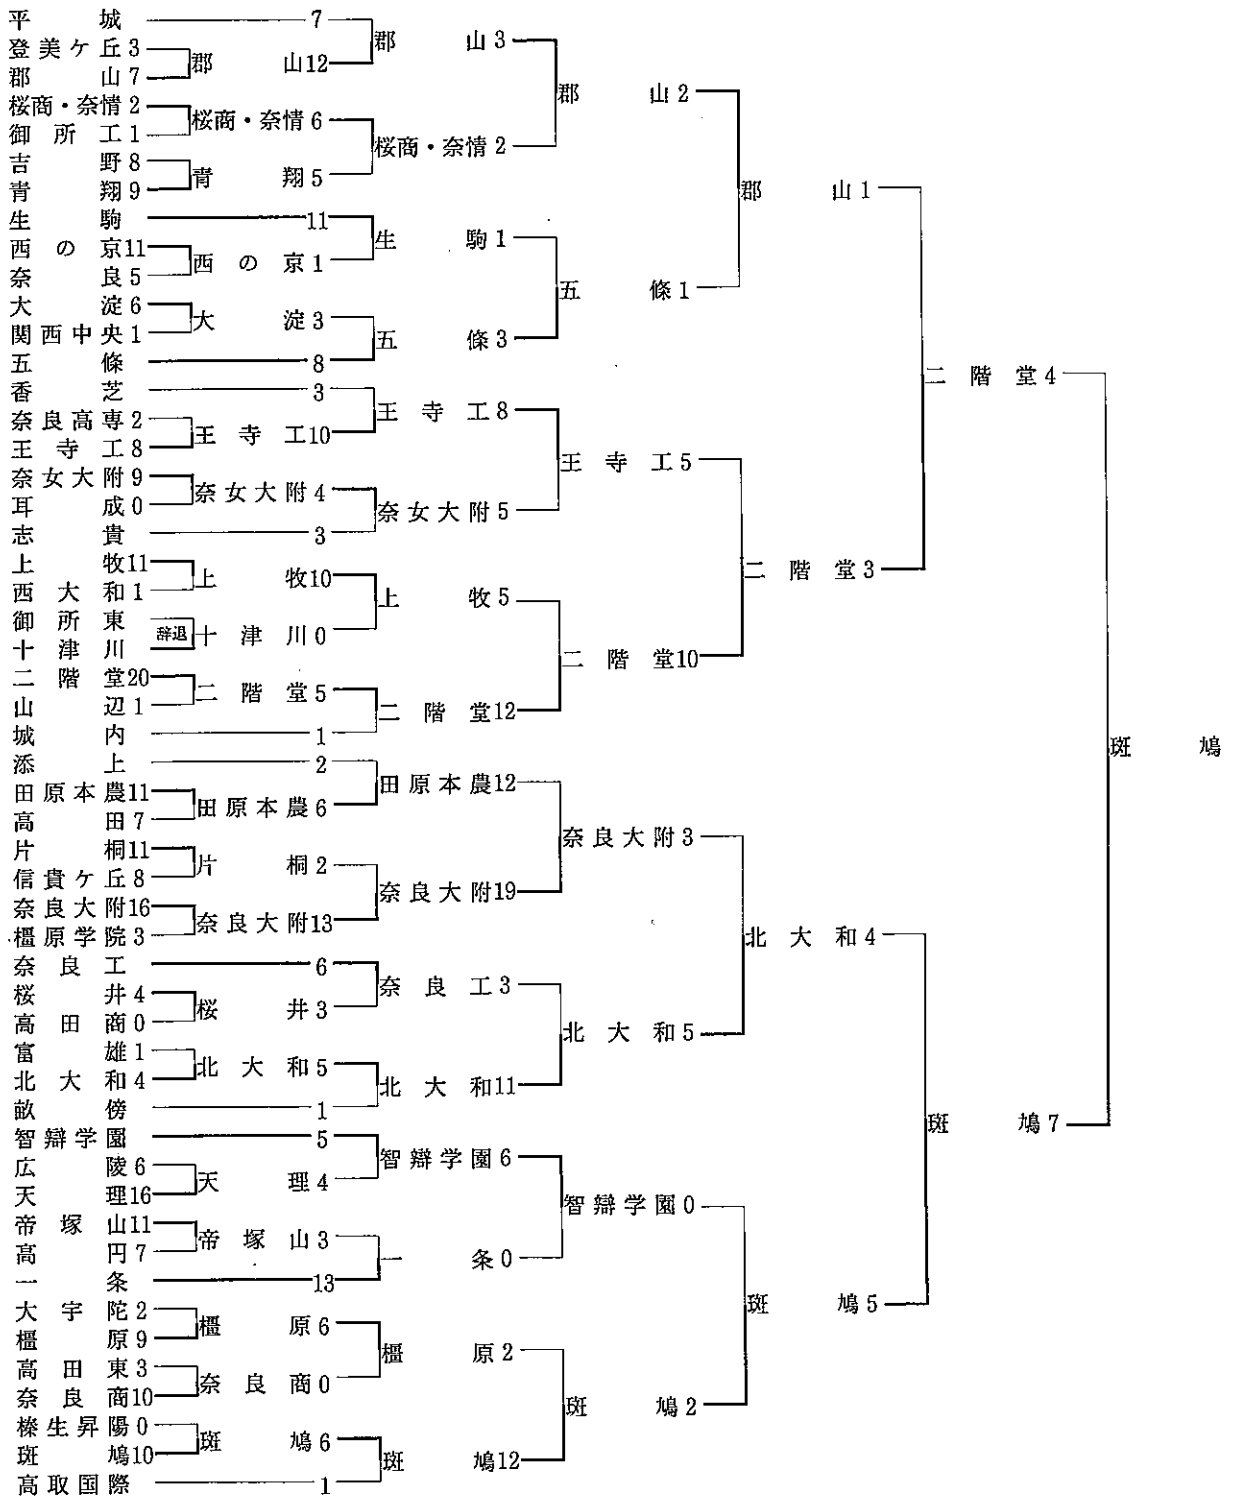 平城 7
登美ケ丘 3
郡山 7
郡山 12
郡山 3
桜商・奈情 2
御所工 1
桜商・奈情 6
吉野 8
青翔 9
青翔 5
桜商・奈情 2
郡山 2
生駒 11
西の京 11
奈良 5
西の京 1
生駒 1
大淀 6
関西中央 1
大淀 3
五條 8
五條 3
五條 1
郡山 1
香芝 3
奈良高専 2
王寺工 8
王寺工 10
王寺工 8
奈女大附 9
耳成 0
奈女大附 4
志貴 3
奈女大附 5
王寺工 5
上牧 11
西大和 1
上牧 10
御所東
十津川
辞退
十津川 0
上牧 5
二階堂 20
山辺 1
二階堂 5
城内 1
二階堂 12
二階堂 10
二階堂 3
二階堂 4
添上 2
田原本農 11
高田 7
田原本農 6
田原本農 12
片桐 11
信貴ケ丘 8
片桐 2
奈良大附 16
橿原学院 3
奈良大附 13
奈良大附 19
奈良大附 3
奈良工 6
桜井 4
高田商 0
桜井 3
奈良工 3
富雄 1
北大和 4
北大和 5
畝傍 1
北大和 11
北大和 5
北大和 4
智辯学園 5
広陵 6
天理 16
天理 4
智辯学園 6
帝塚山 11
高円 7
帝塚山 3
一条 13
一条 0
智辯学園 0
大宇陀 2
橿原 9
橿原 6
高田東 3
奈良商 10
奈良商 0
橿原 2
榛生昇陽 0
斑鳩 10
斑鳩 6
高取国際 1
斑鳩 12
斑鳩 2
斑鳩 5
斑鳩 7
斑鳩